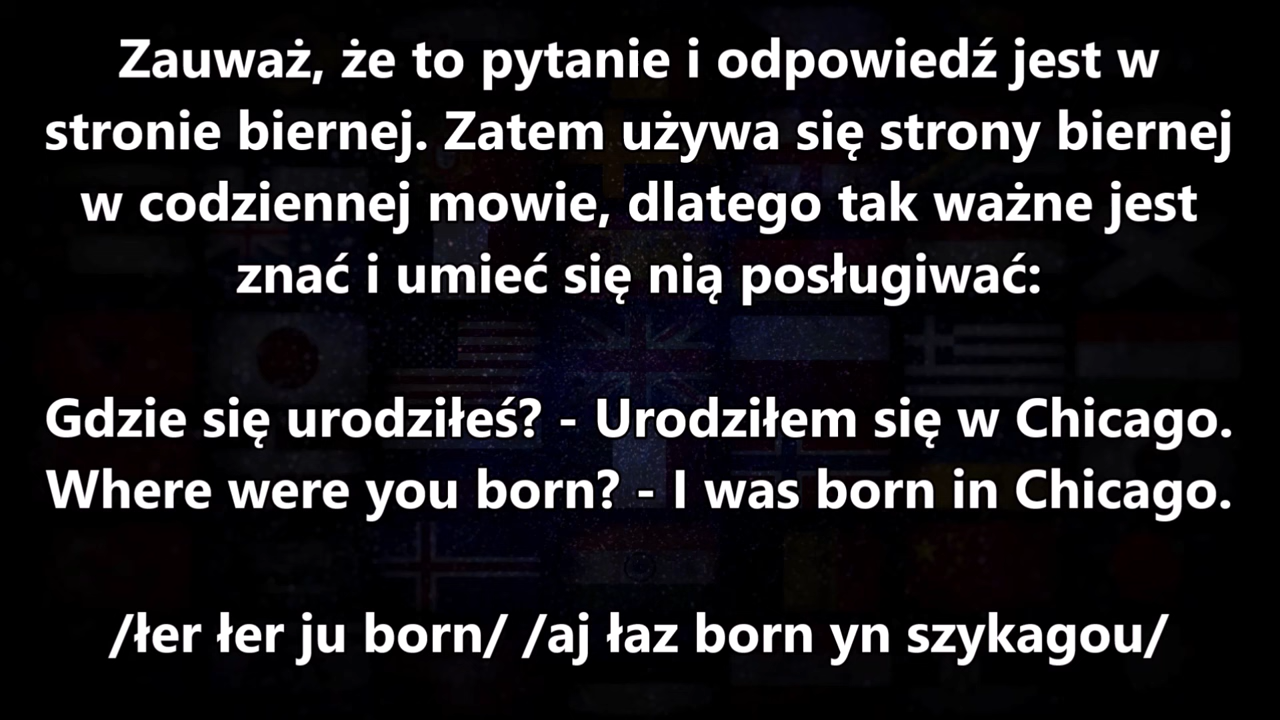 Zauważ, że to pytanie i odpowiedź jest w
stronie biernej. Zatem używa się strony biernej
w codziennej mowie, dlatego tak ważne jest
znać i umieć się nią posługiwać:
Gdzie się urodziłeś? - Urodziłem się w Chicago.
Where were you born? - I was born in Chicago.
/łer łer ju born/ /aj łaz born yn szykagou/